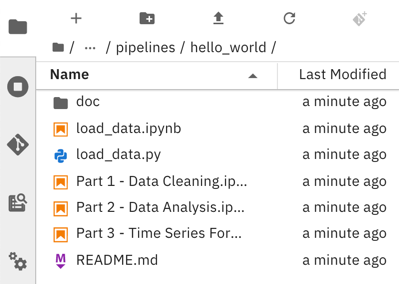 / ... / pipelines / hello_world /
Name Last Modified
doc a minute ago
load_data.ipynb a minute ago
load_data.py a minute ago
Part 1 - Data Cleaning.ip... a minute ago
Part 2 - Data Analysis.ip... a minute ago
Part 3 - Time Series For... a minute ago
README.md a minute ago